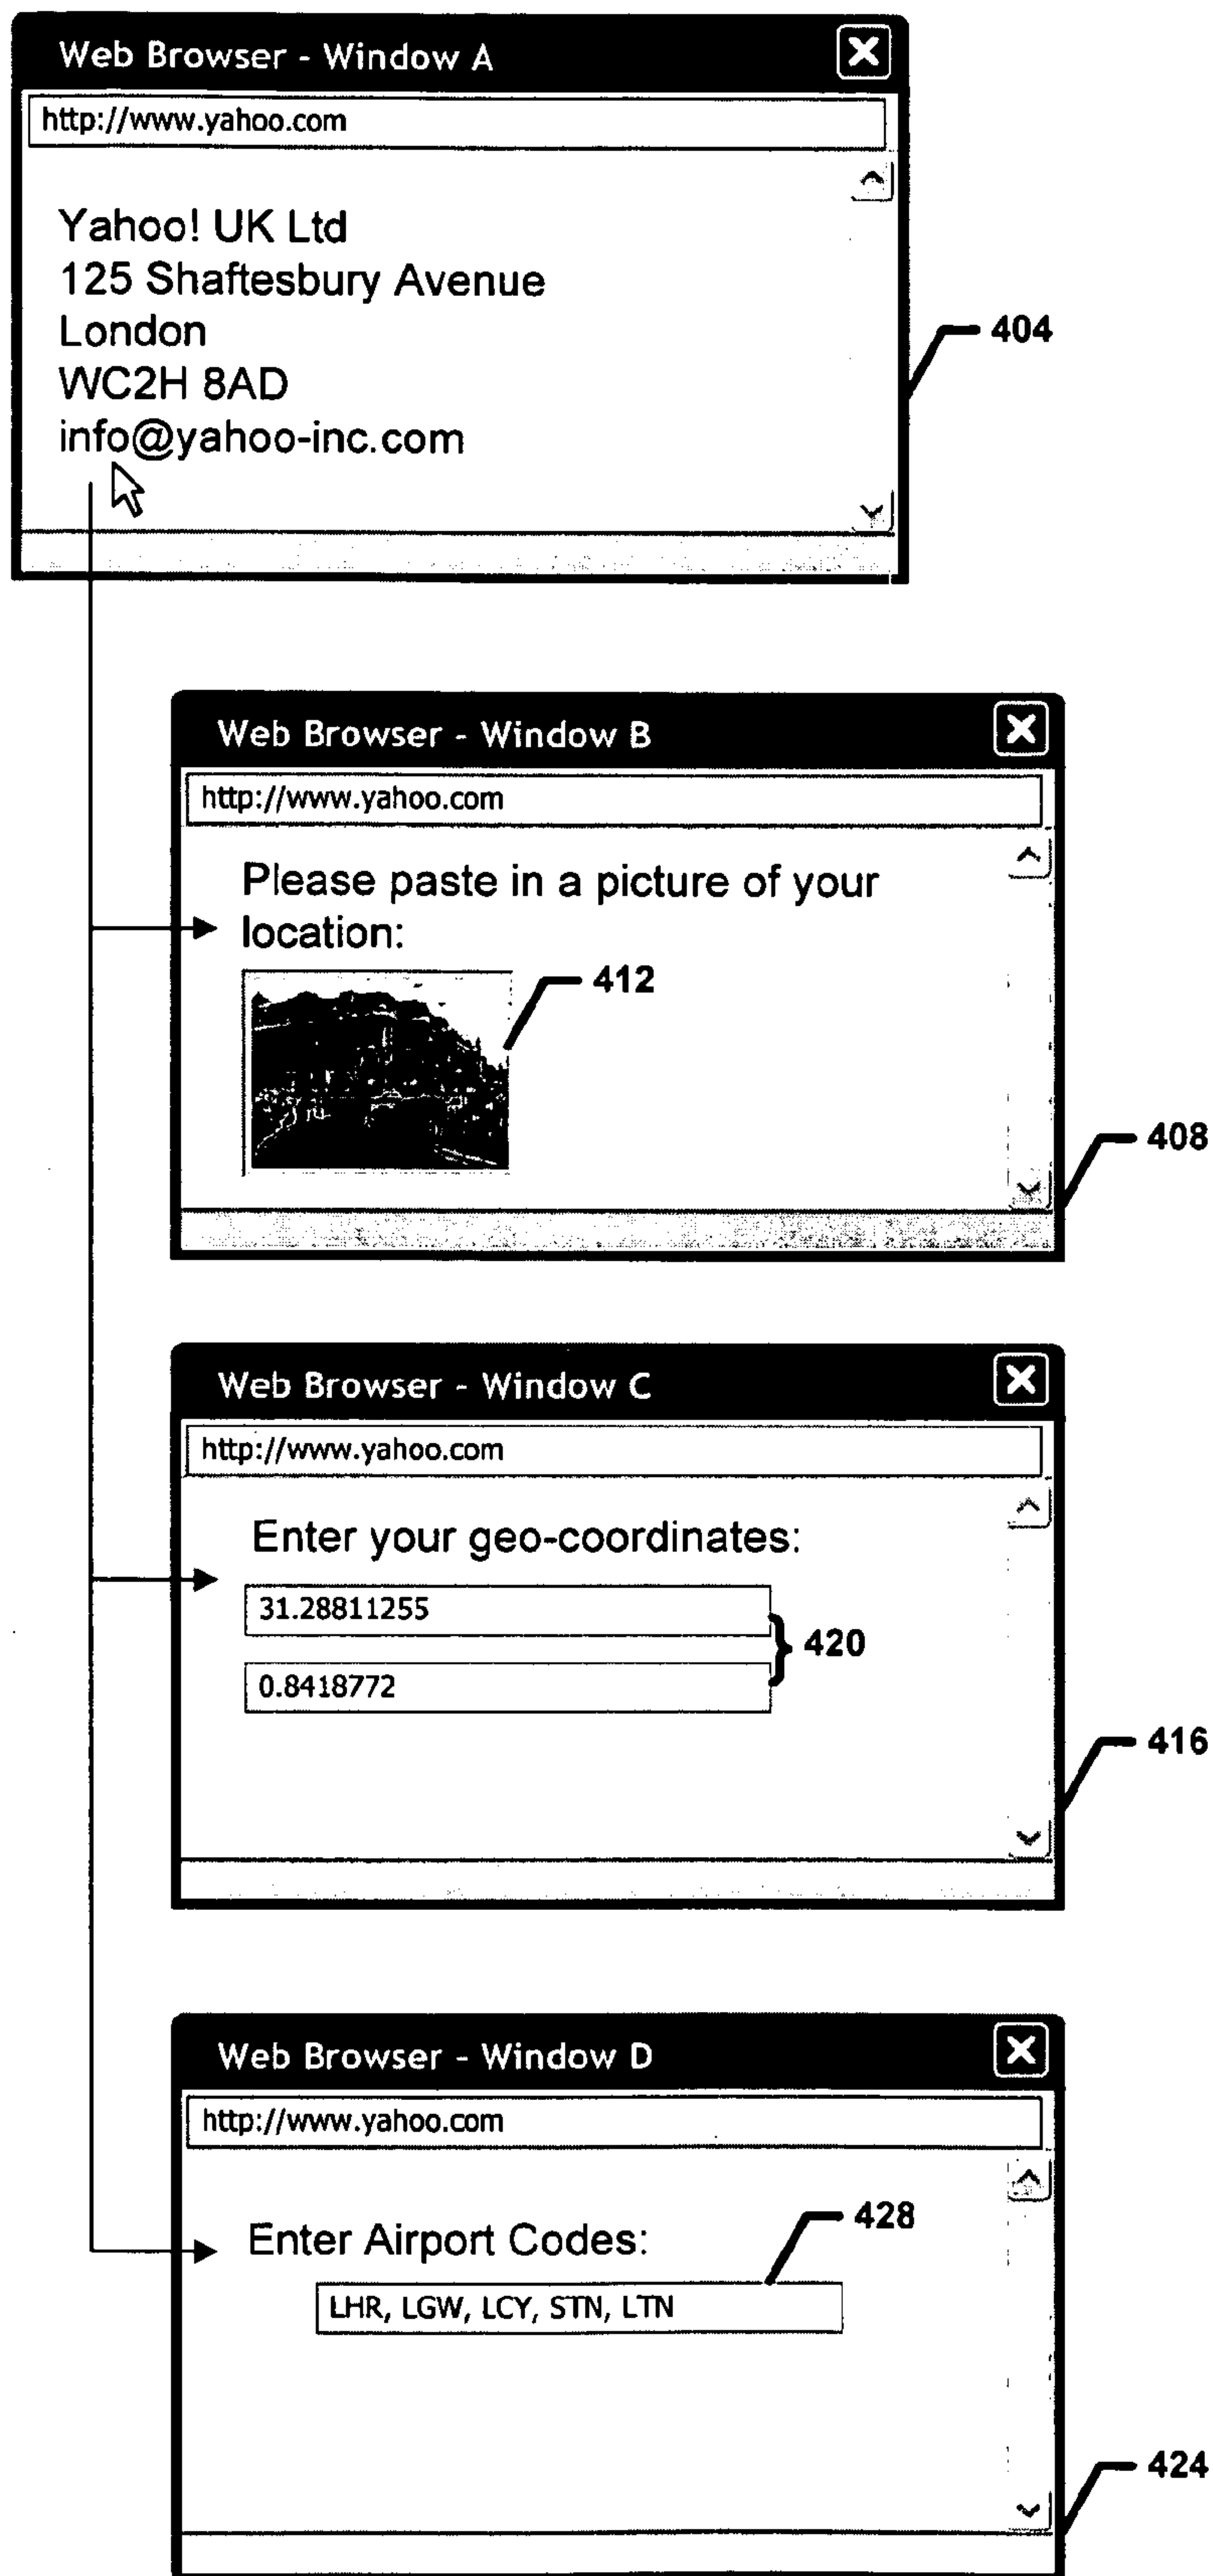 Web Browser - Window A
http://www.yahoo.com
Yahoo! UK Ltd
125 Shaftesbury Avenue
London
WC2H 8AD
info@yahoo-inc.com
404
Web Browser - Window B
http://www.yahoo.com
Please paste in a picture of your
location:
412
408
Web Browser - Window C
http://www.yahoo.com
Enter your geo-coordinates:
31.28811255
420
0.8418772
416
Web Browser - Window D
http://www.yahoo.com
428
Enter Airport Codes:
LHR, LGW, LCY, STN, LTN
424